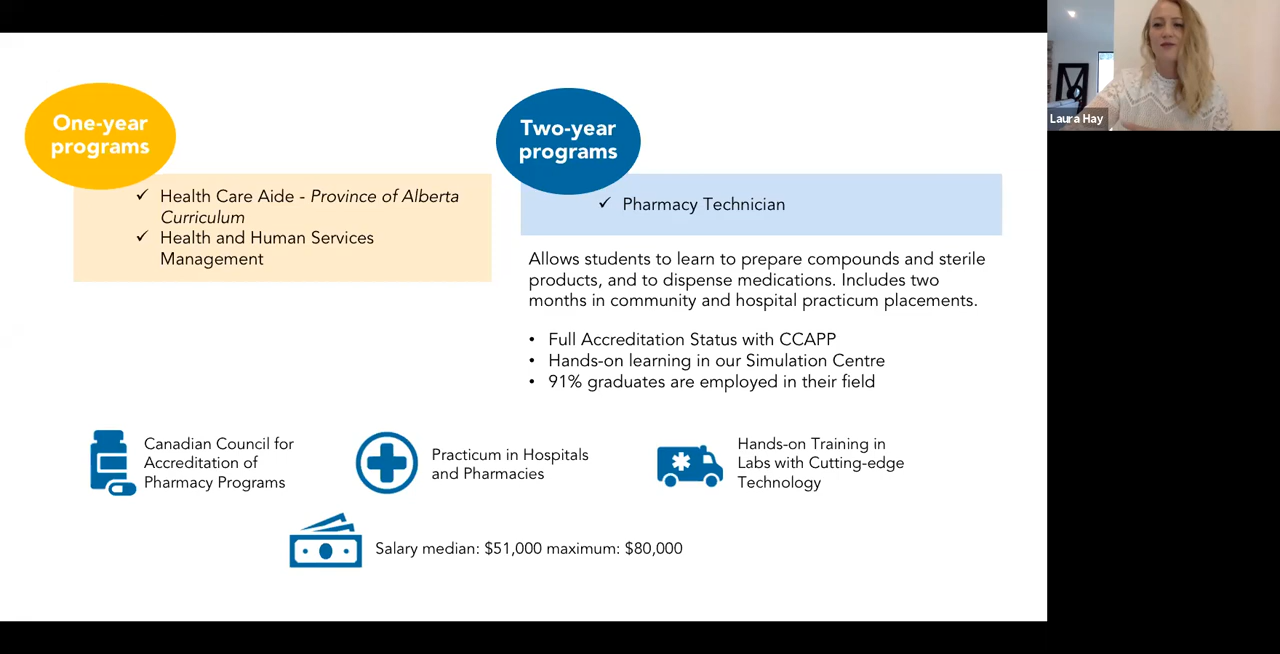 One-year
programs
Health Care Aide - Province of Alberta
Curriculum
Health and Human Services
Management
Two-year
programs
Pharmacy Technician
Allows students to learn to prepare compounds and sterile
products, and to dispense medications. Includes two
months in community and hospital practicum placements.
• Full Accreditation Status with CCAPP
• Hands-on learning in our Simulation Centre
• 91% graduates are employed in their field
Canadian Council for
Accreditation of
Pharmacy Programs
Practicum in Hospitals
and Pharmacies
Hands-on Training in
Labs with Cutting-edge
Technology
Salary median: $51,000 maximum: $80,000
Laura Hay